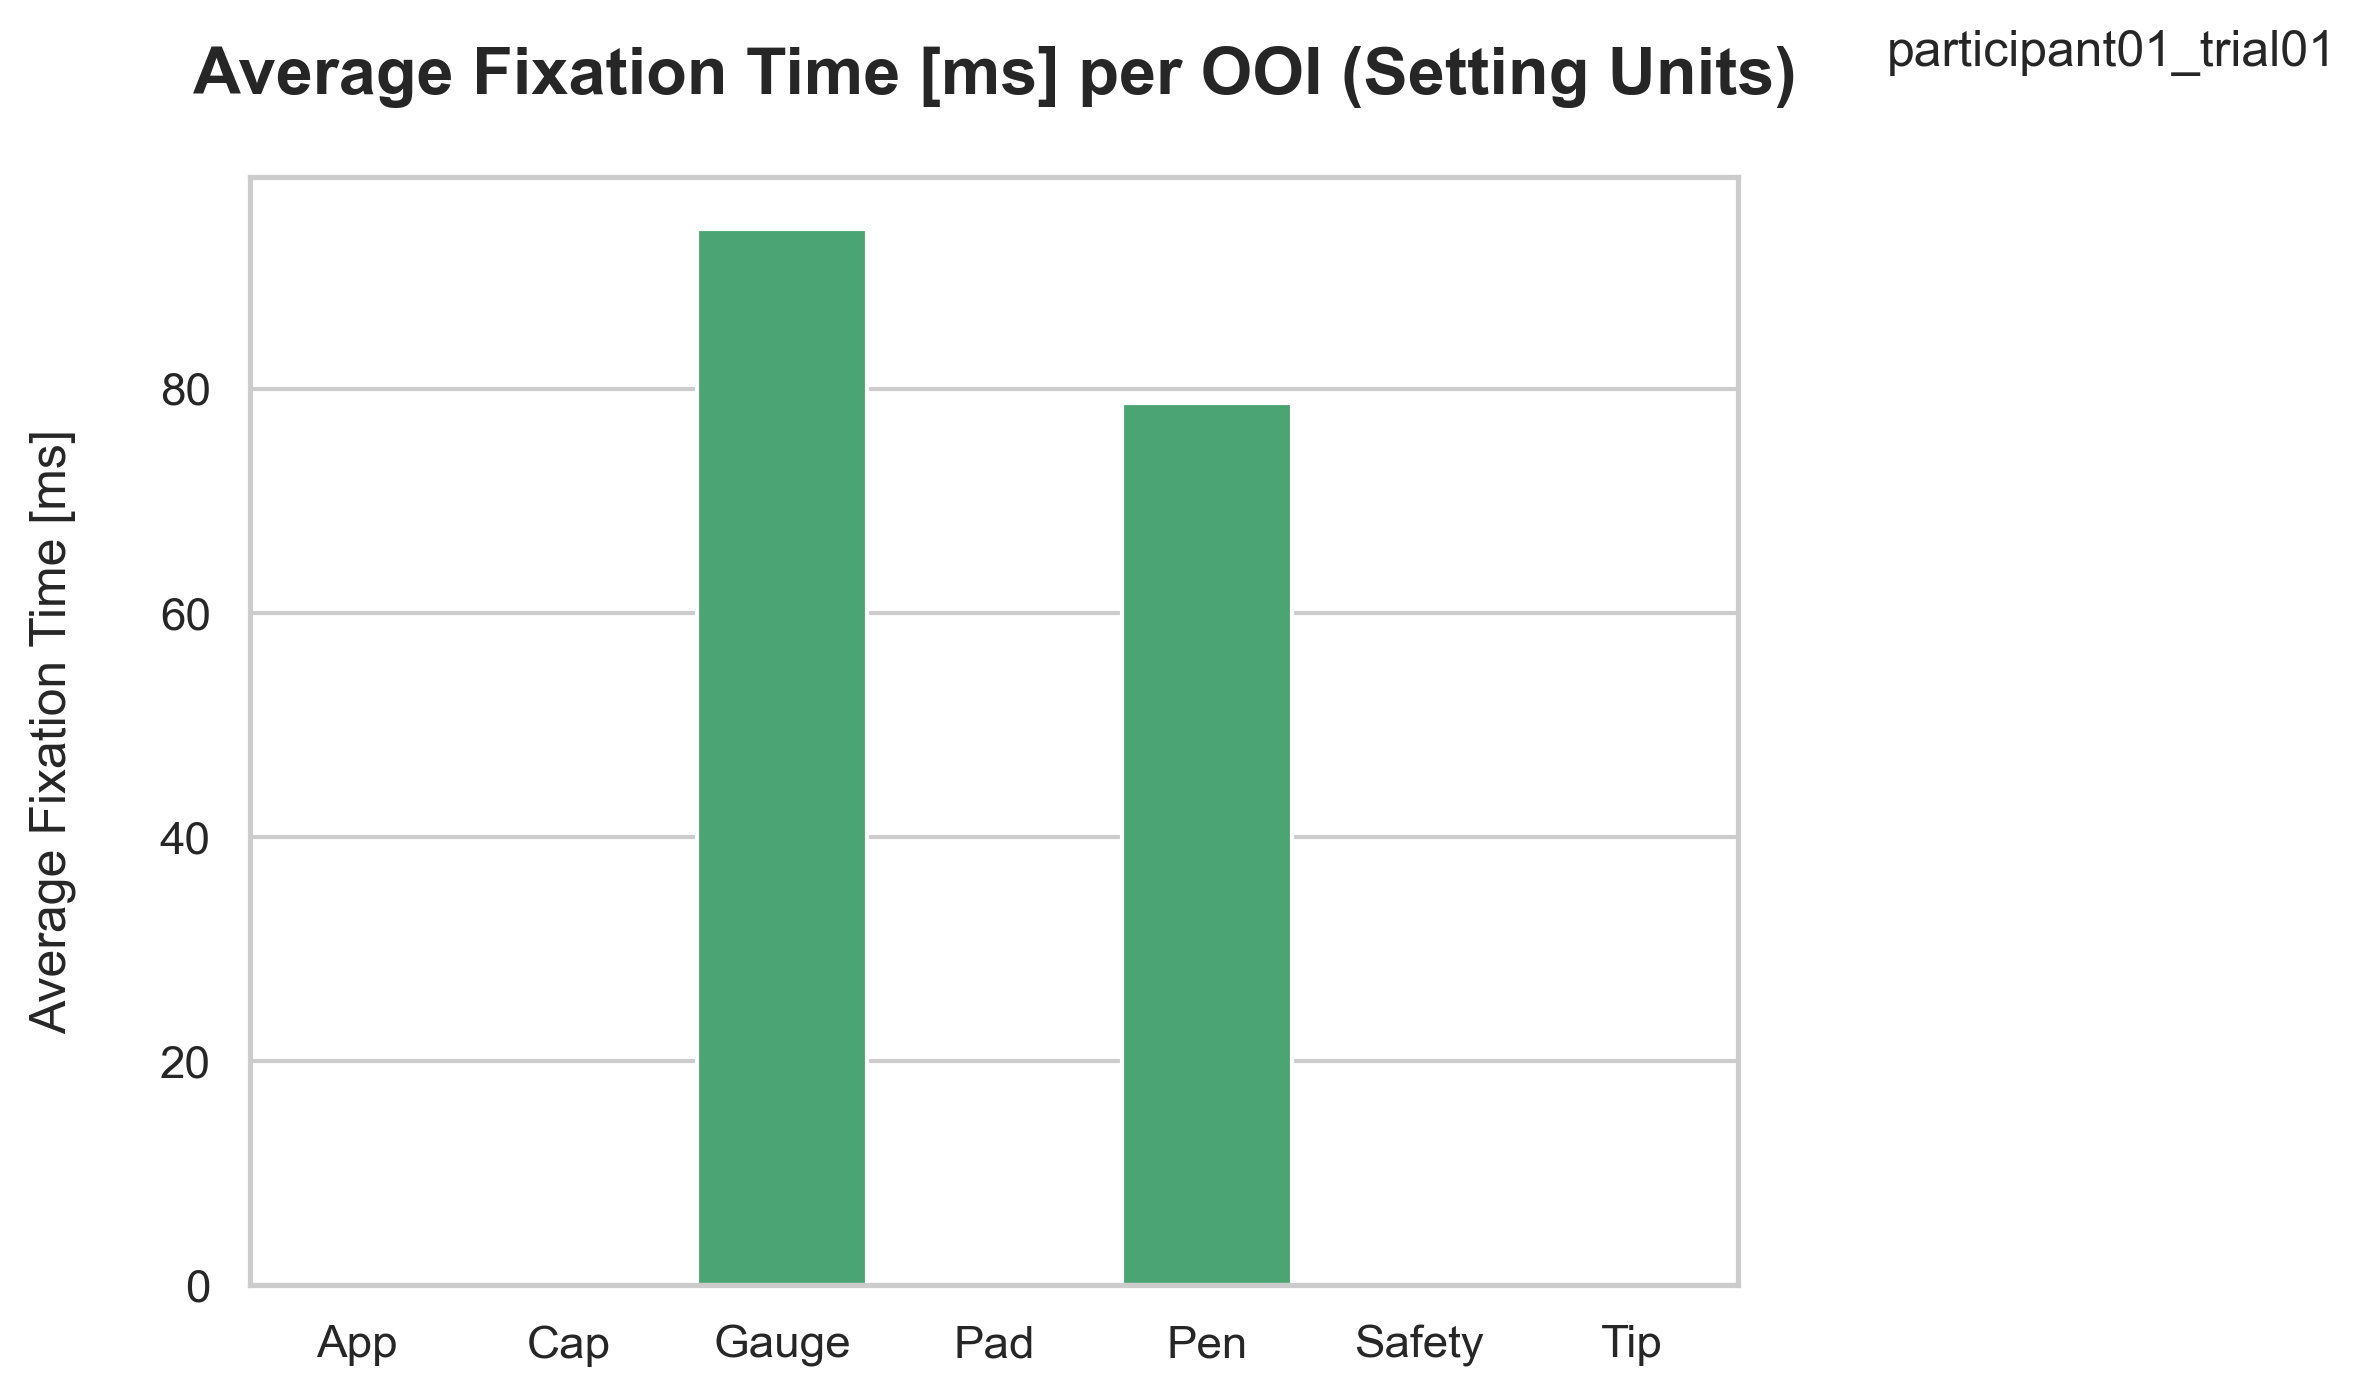 Average Fixation Time [ms] per OOI (Setting Units)
participant01_trial01
Average Fixation Time [ms]
80
60
40
20
0
App Cap Gauge Pad Pen Safety Tip